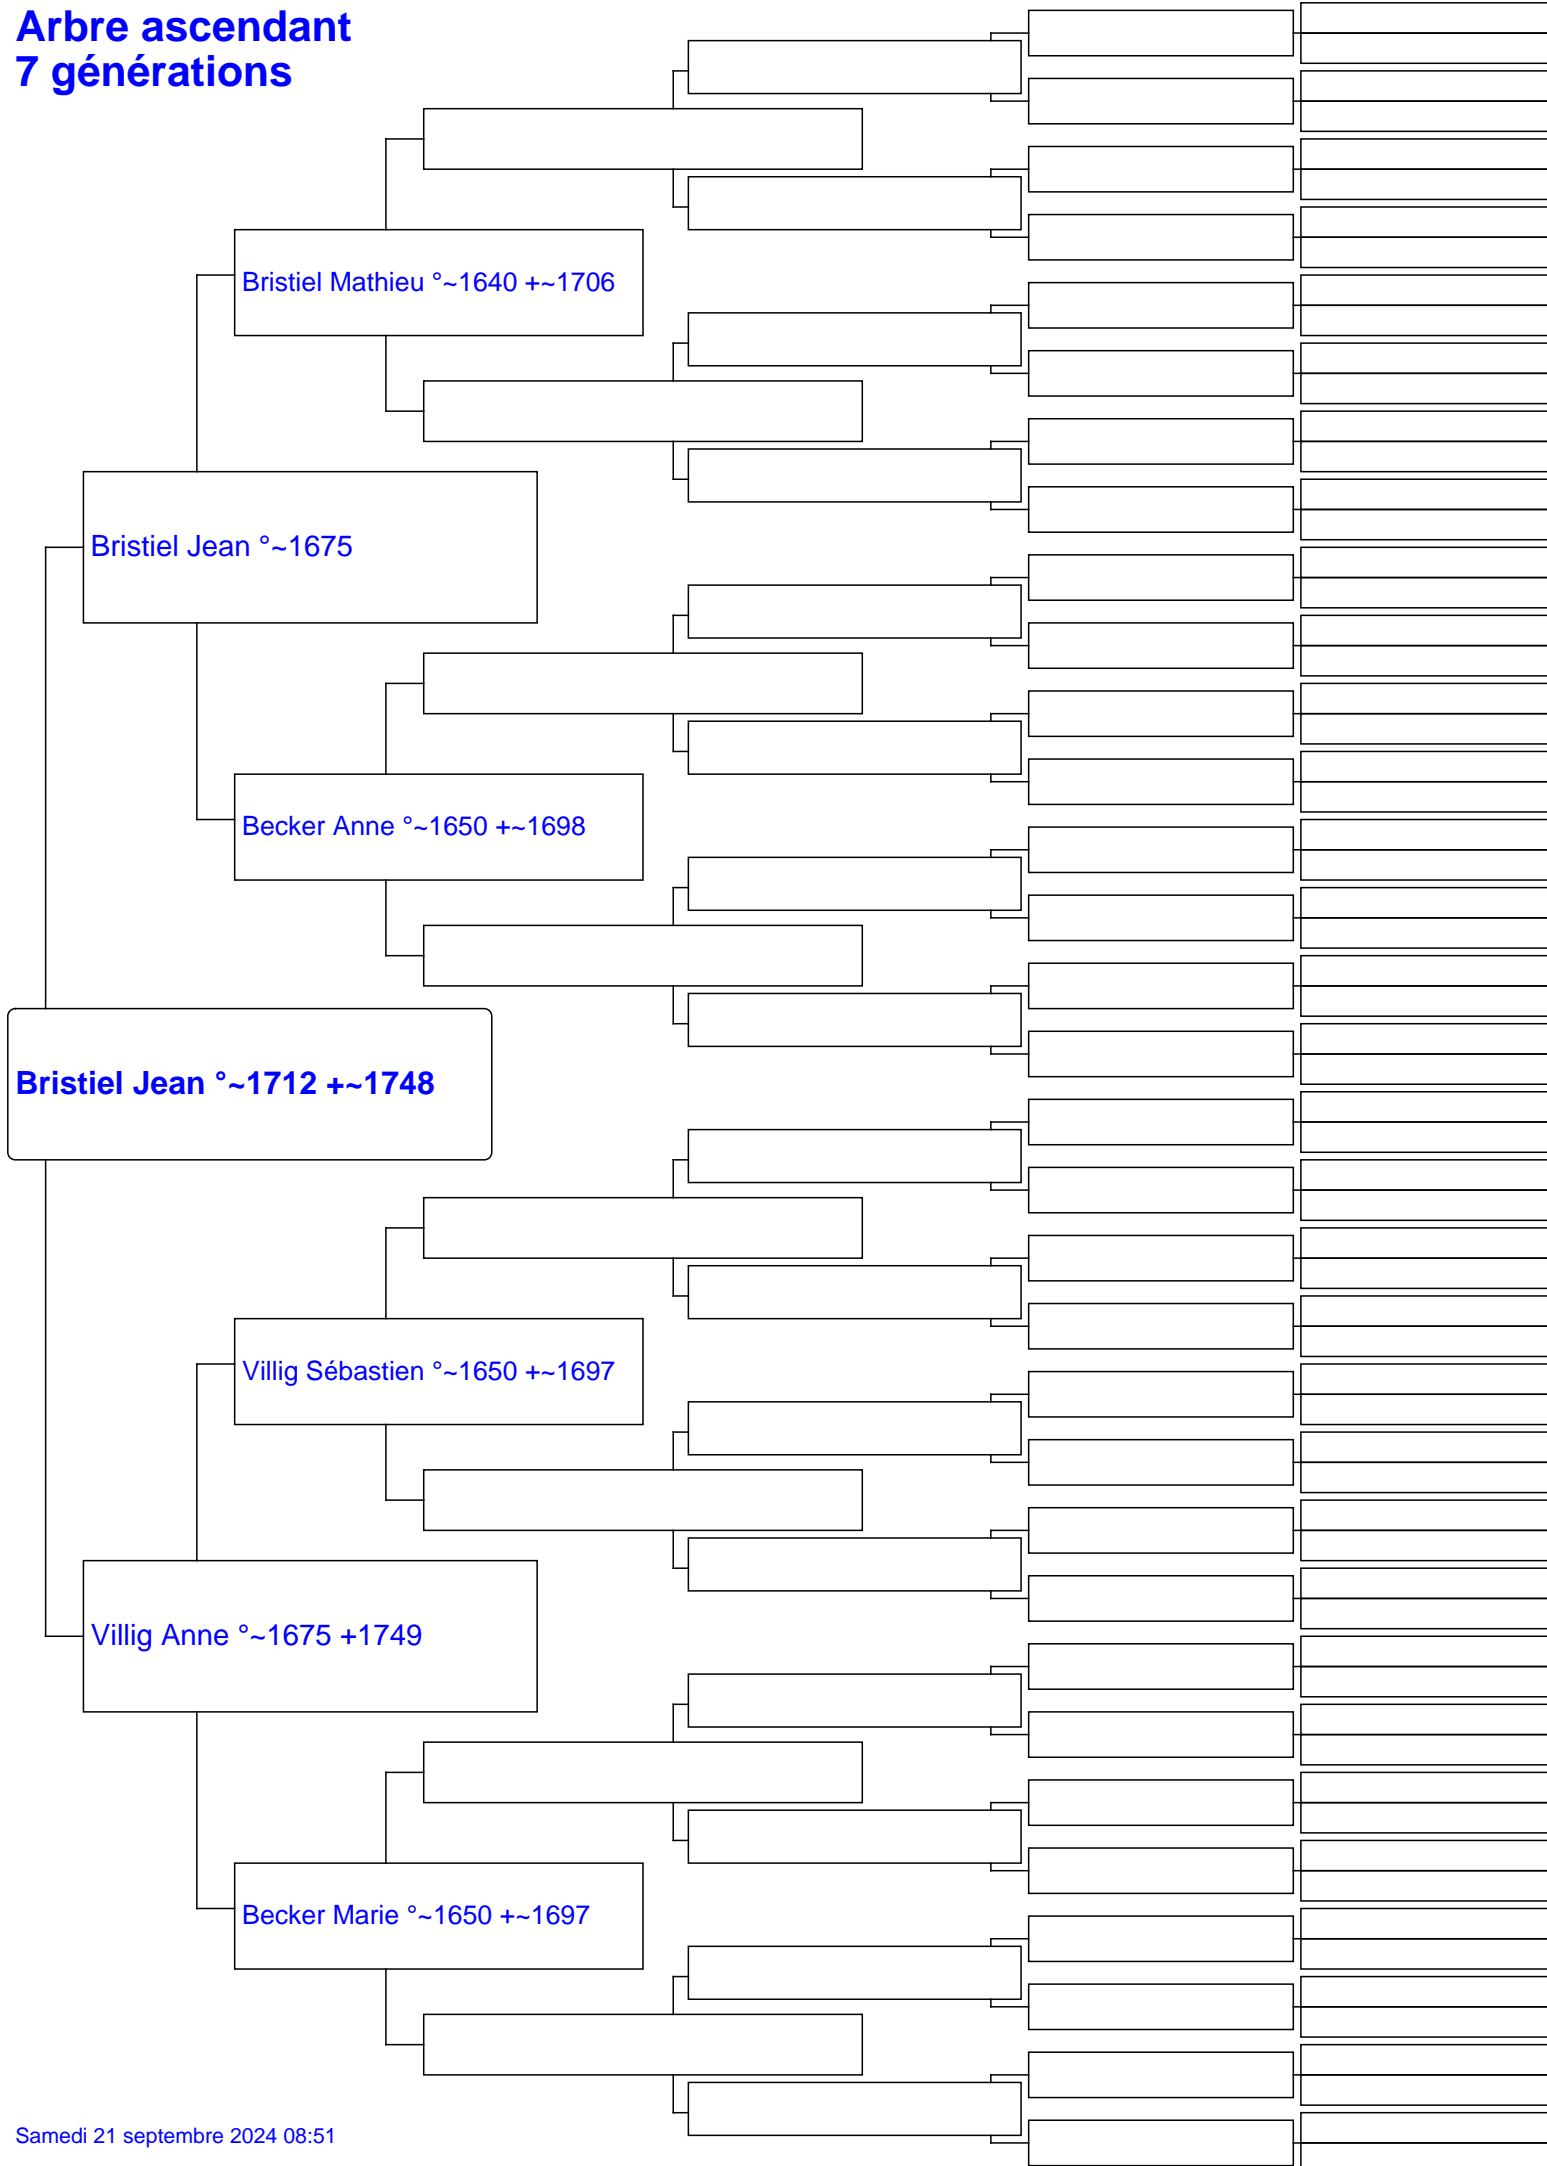 Arbre ascendant
7 générations
Bristiel Mathieu °~1640 +~1706
Bristiel Jean °~1675
Becker Anne °~1650 +~1698
Bristiel Jean °~1712 +~1748
Villig Sébastien °~1650 +~1697
Villig Anne °~1675 +1749
Becker Marie °~1650 +~1697
Samedi 21 septembre 2024 08:51